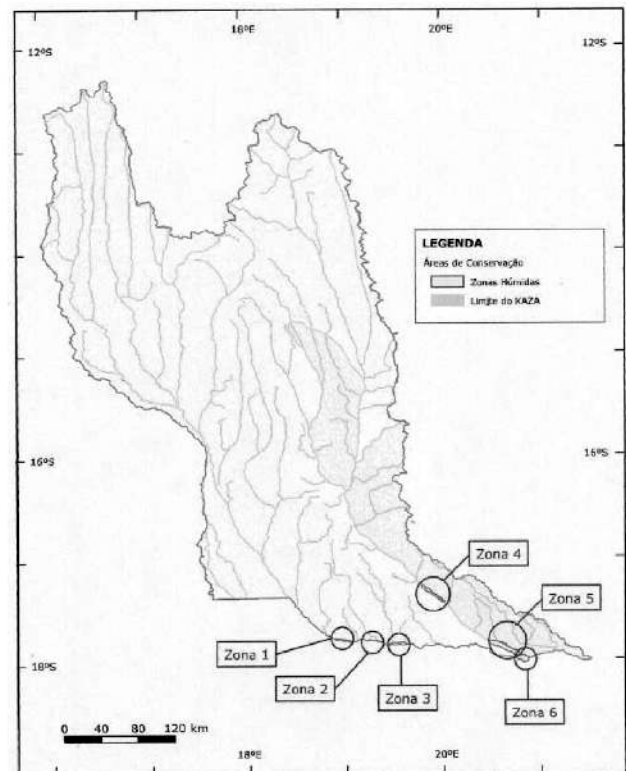 18ºE 20ºE
12ºS 12ºS
LEGENDA
Áreas de Conservação
Zonas Húmidas
Limite do KAZA
16ºS 16ºS
Zona 4
Zona 5
Zona 1
Zona 2
Zona 3
Zona 6
18ºS
0 40 80 120 km
18ºE 20ºE